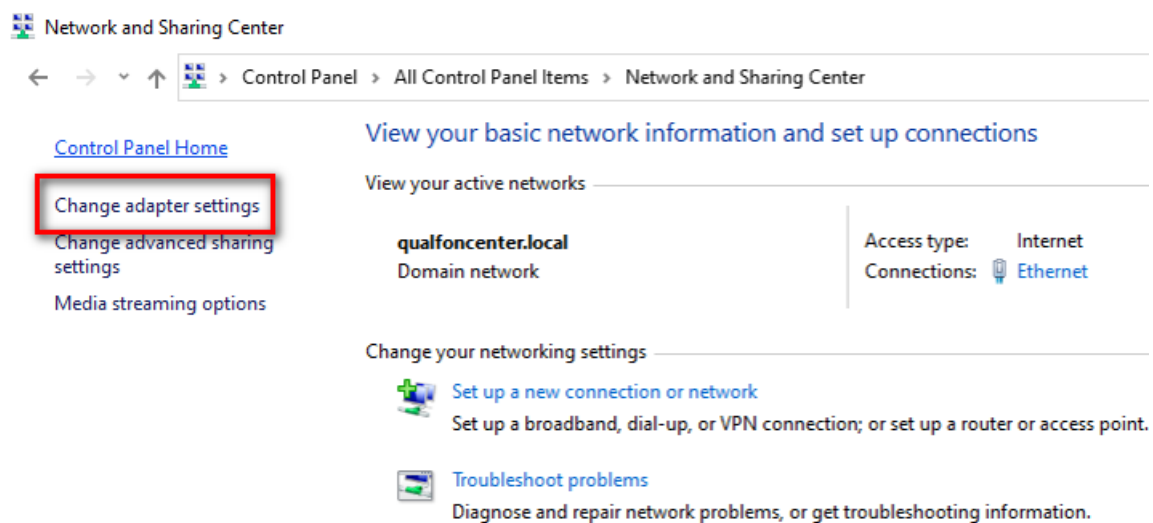 Network and Sharing Center
Control Panel > All Control Panel Items > Network and Sharing Center
Control Panel Home
Change adapter settings
Change advanced sharing
settings
Media streaming options
View your basic network information and set up connections
View your active networks
qualfoncenter.local
Domain network
Access type: Internet
Connections: Ethernet
Change your networking settings
Set up a new connection or network
Set up a broadband, dial-up, or VPN connection; or set up a router or access point.
Troubleshoot problems
Diagnose and repair network problems, or get troubleshooting information.